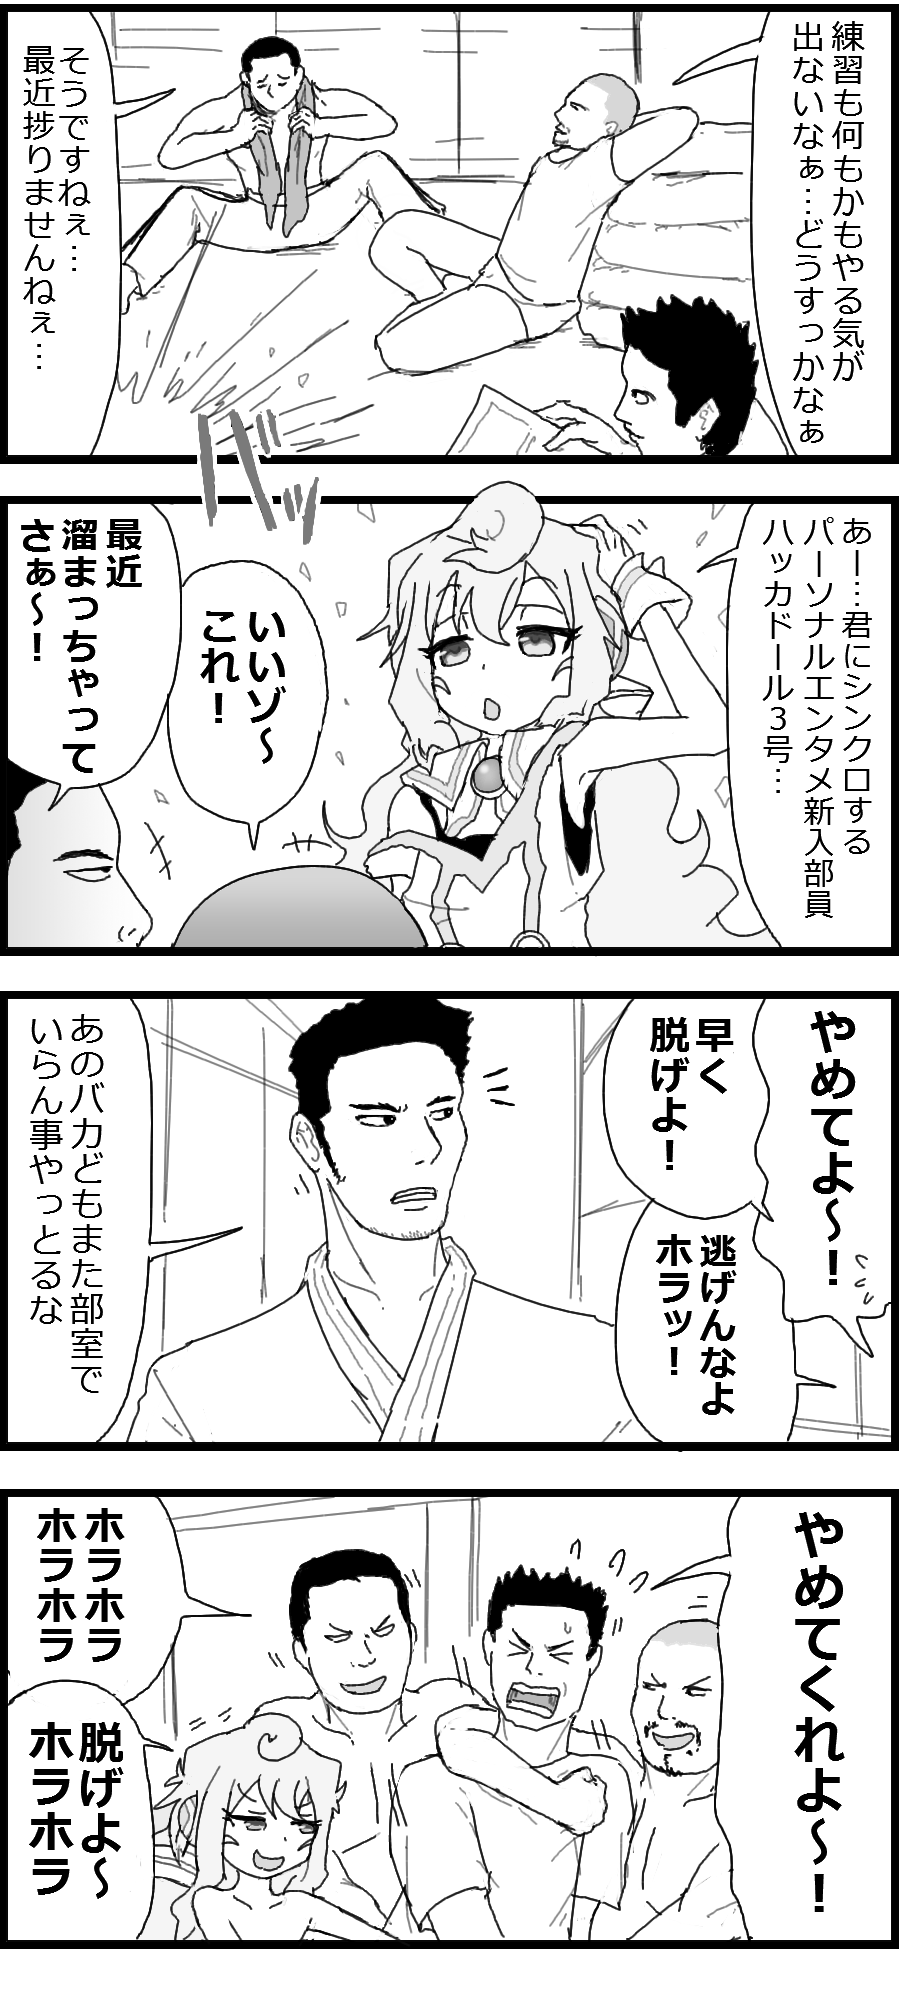 練習も何もかもやる気が
出ないなぁ…どうすっかなぁ
そうですねぇ…
最近捗りませんねぇ…
バッ
あー…君にシンクロする
パーソナルエンタメ新入部員
ハッカドール3号…
いいゾ～
これ！
最近
溜まっちゃって
さぁ～！
やめてよ～！
早く
脱げよ！
逃げんなよ
ホラッ！
あのバカどもまた部室で
いらん事やっとるな
やめてくれよ～！
ホラホラ
ホラホラ
脱げよ～
ホラホラ